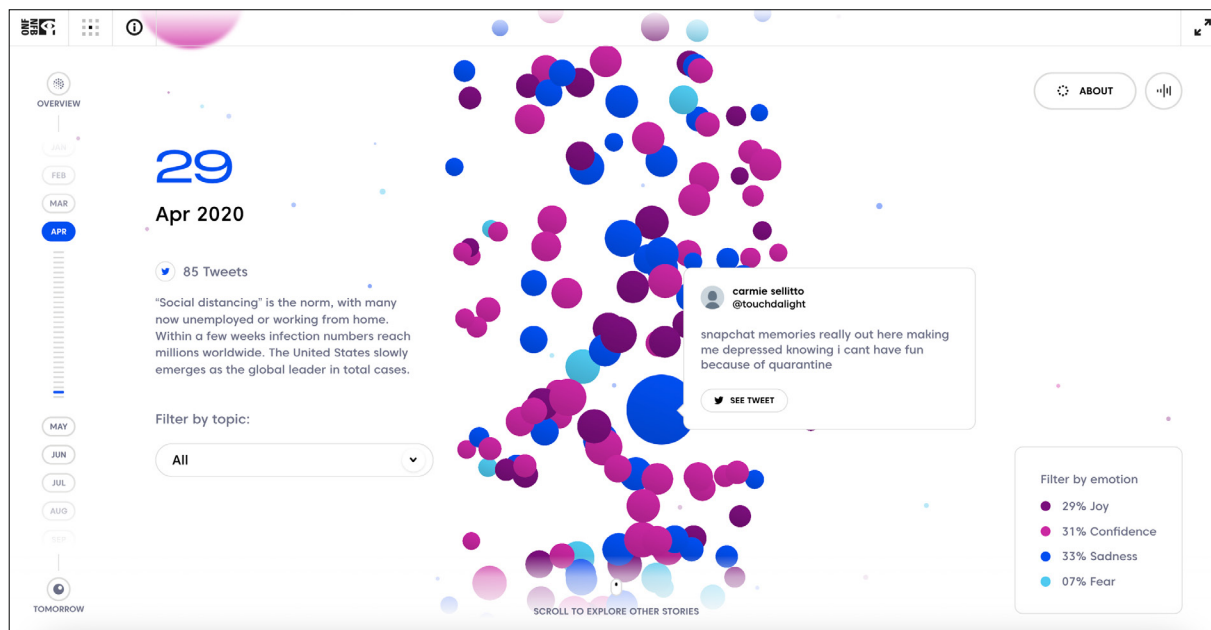 NFB
ONF
OVERVIEW
JAN
FEB
MAR
APR
MAY
JUN
JUL
AUG
SEP
TOMORROW
29
Apr 2020
85 Tweets
“Social distancing” is the norm, with many
now unemployed or working from home.
Within a few weeks infection numbers reach
millions worldwide. The United States slowly
emerges as the global leader in total cases.
Filter by topic:
All
carmie sellitto
@touchdalight
snapchat memories really out here making
me depressed knowing i cant have fun
because of quarantine
SEE TWEET
SCROLL TO EXPLORE OTHER STORIES
ABOUT
Filter by emotion
29% Joy
31% Confidence
33% Sadness
07% Fear